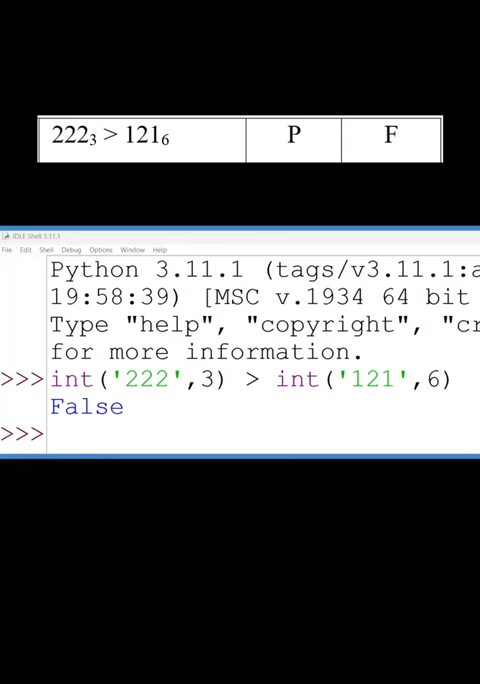 222₃ > 121₆ P F
IDLE Shell 3.11.1
File Edit Shell Debug Options Window Help
Python 3.11.1 (tags/v3.11.1:a
19:58:39) [MSC v.1934 64 bit
Type "help", "copyright", "cr
for more information.
>>> int('222',3) > int('121',6)
False
>>>